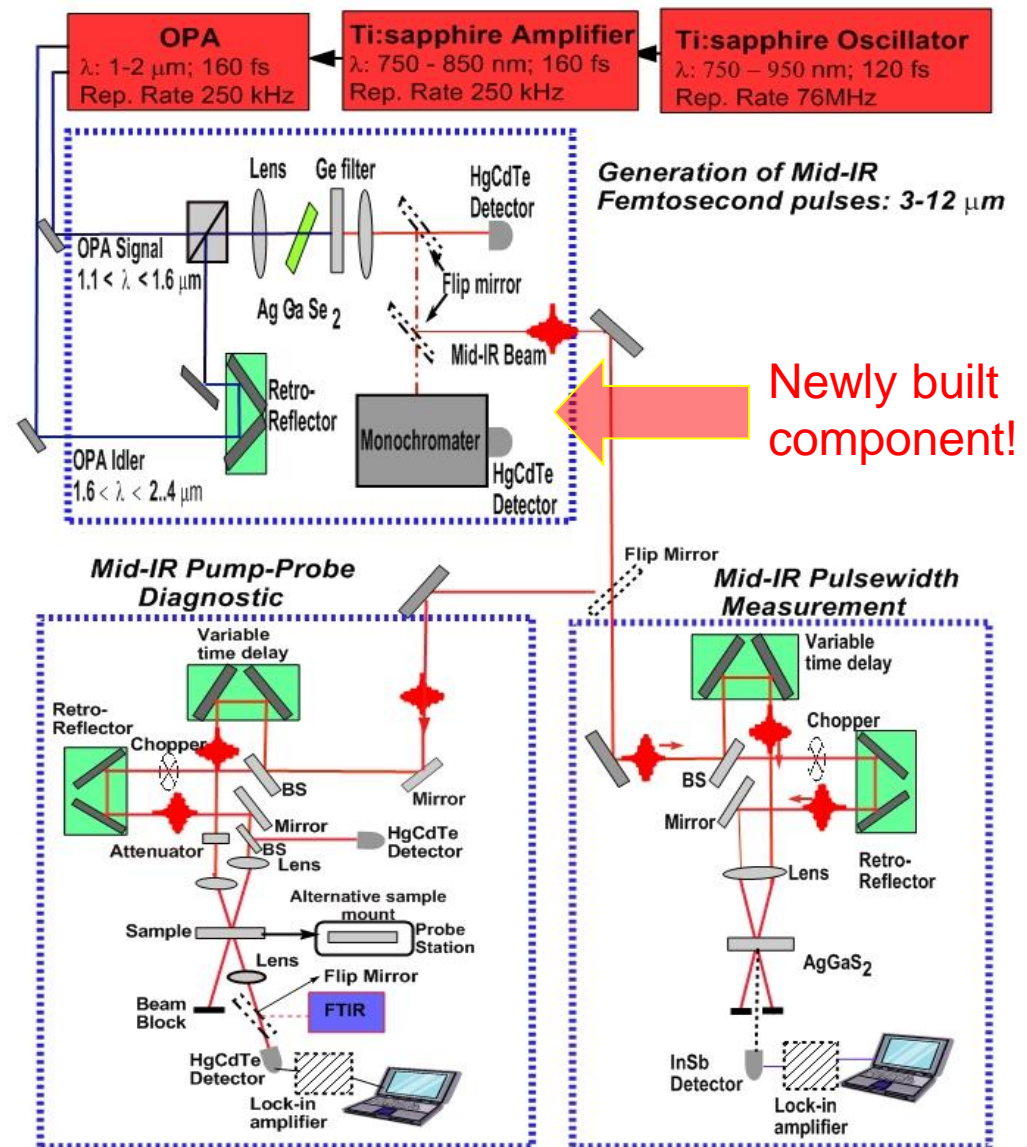 OPA
λ: 1-2 μm; 160 fs
Rep. Rate 250 kHz
Ti:sapphire Amplifier
λ: 750 - 850 nm; 160 fs
Rep. Rate 250 kHz
Ti:sapphire Oscillator
λ: 750 – 950 nm; 120 fs
Rep. Rate 76MHz
Generation of Mid-IR
Femtosecond pulses: 3-12 μm
Lens
Ge filter
HgCdTe
Detector
OPA Signal
1.1 < λ < 1.6 μm
Ag Ga Se2
Flip mirror
Mid-IR Beam
Retro-
Reflector
Monochromater
HgCdTe
Detector
OPA Idler
1.6 < λ < 2..4 μm
Newly built
component!
Flip Mirror
Mid-IR Pump-Probe
Diagnostic
Variable
time delay
Retro-
Reflector
Chopper
BS
Mirror
Mirror
BS
HgCdTe
Detector
Attenuator
Lens
Alternative sample
mount
Sample
Probe
Station
Lens
Flip Mirror
Beam
Block
FTIR
HgCdTe
Detector
Lock-in
amplifier
Mid-IR Pulsewidth
Measurement
Variable
time delay
Chopper
BS
Mirror
Retro-
Reflector
Lens
AgGaS2
InSb
Detector
Lock-in
amplifier